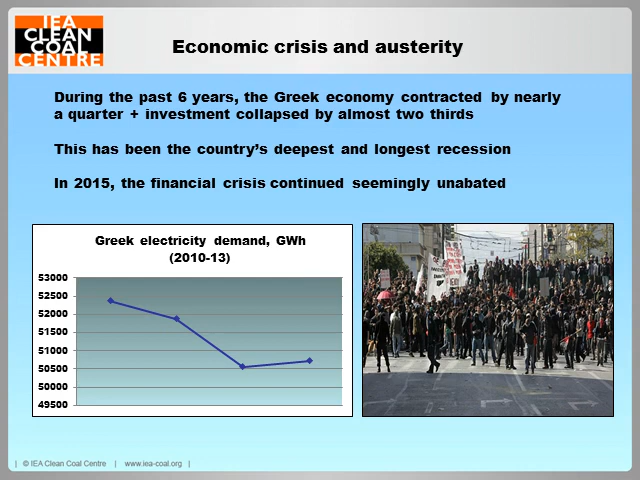 IEA
CLEAN
COAL
CENTRE
Economic crisis and austerity
During the past 6 years, the Greek economy contracted by nearly
a quarter + investment collapsed by almost two thirds
This has been the country's deepest and longest recession
In 2015, the financial crisis continued seemingly unabated
Greek electricity demand, GWh
(2010-13)
53000
52500
52000
51500
51000
50500
50000
49500
| © IEA Clean Coal Centre | www.iea-coal.org |